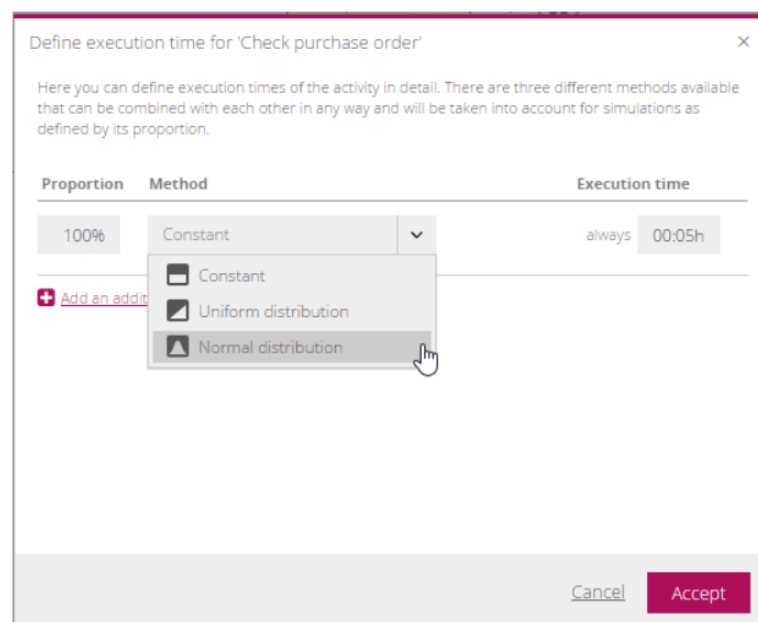 Define execution time for 'Check purchase order'
Here you can define execution times of the activity in detail. There are three different methods available
that can be combined with each other in any way and will be taken into account for simulations as
defined by its proportion.
Proportion Method Execution time
100% Constant always 00:05h
Constant
Add an addit
Uniform distribution
Normal distribution
Cancel Accept